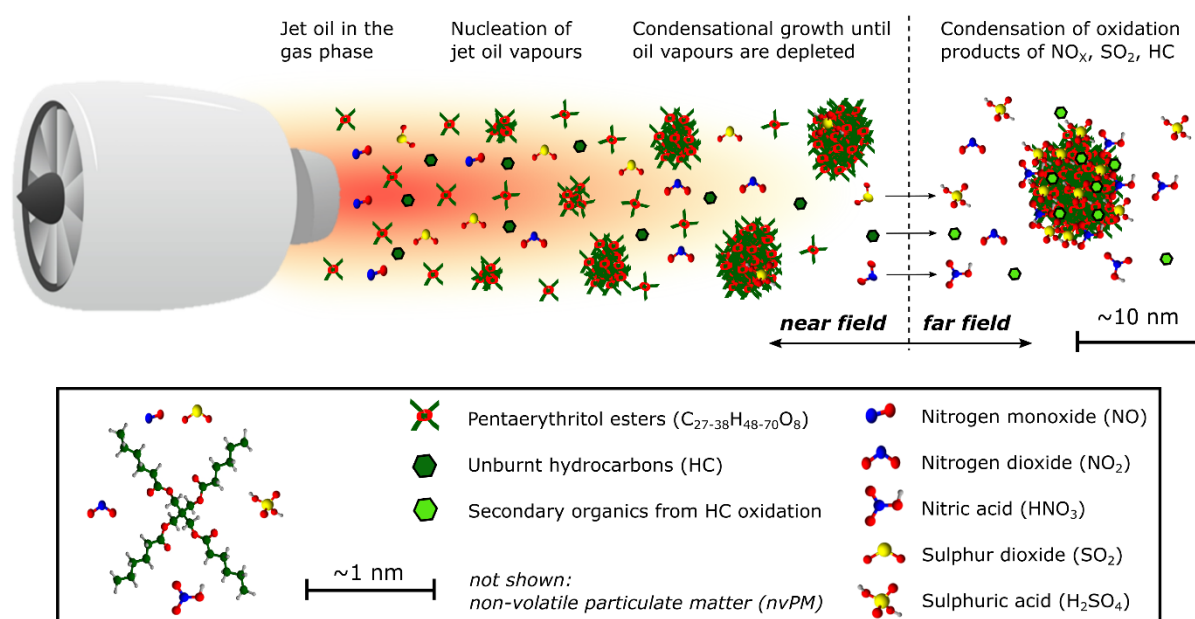 Jet oil in the
gas phase
Nucleation of
jet oil vapours
Condensational growth until
oil vapours are depleted
Condensation of oxidation
products of NOₓ, SO₂, HC
near field
far field
~10 nm
Pentaerythritol esters (C₂₇₋₃₈H₄₈₋₇₀O₈)
Unburnt hydrocarbons (HC)
Secondary organics from HC oxidation
~1 nm
not shown:
non-volatile particulate matter (nvPM)
Nitrogen monoxide (NO)
Nitrogen dioxide (NO₂)
Nitric acid (HNO₃)
Sulphur dioxide (SO₂)
Sulphuric acid (H₂SO₄)